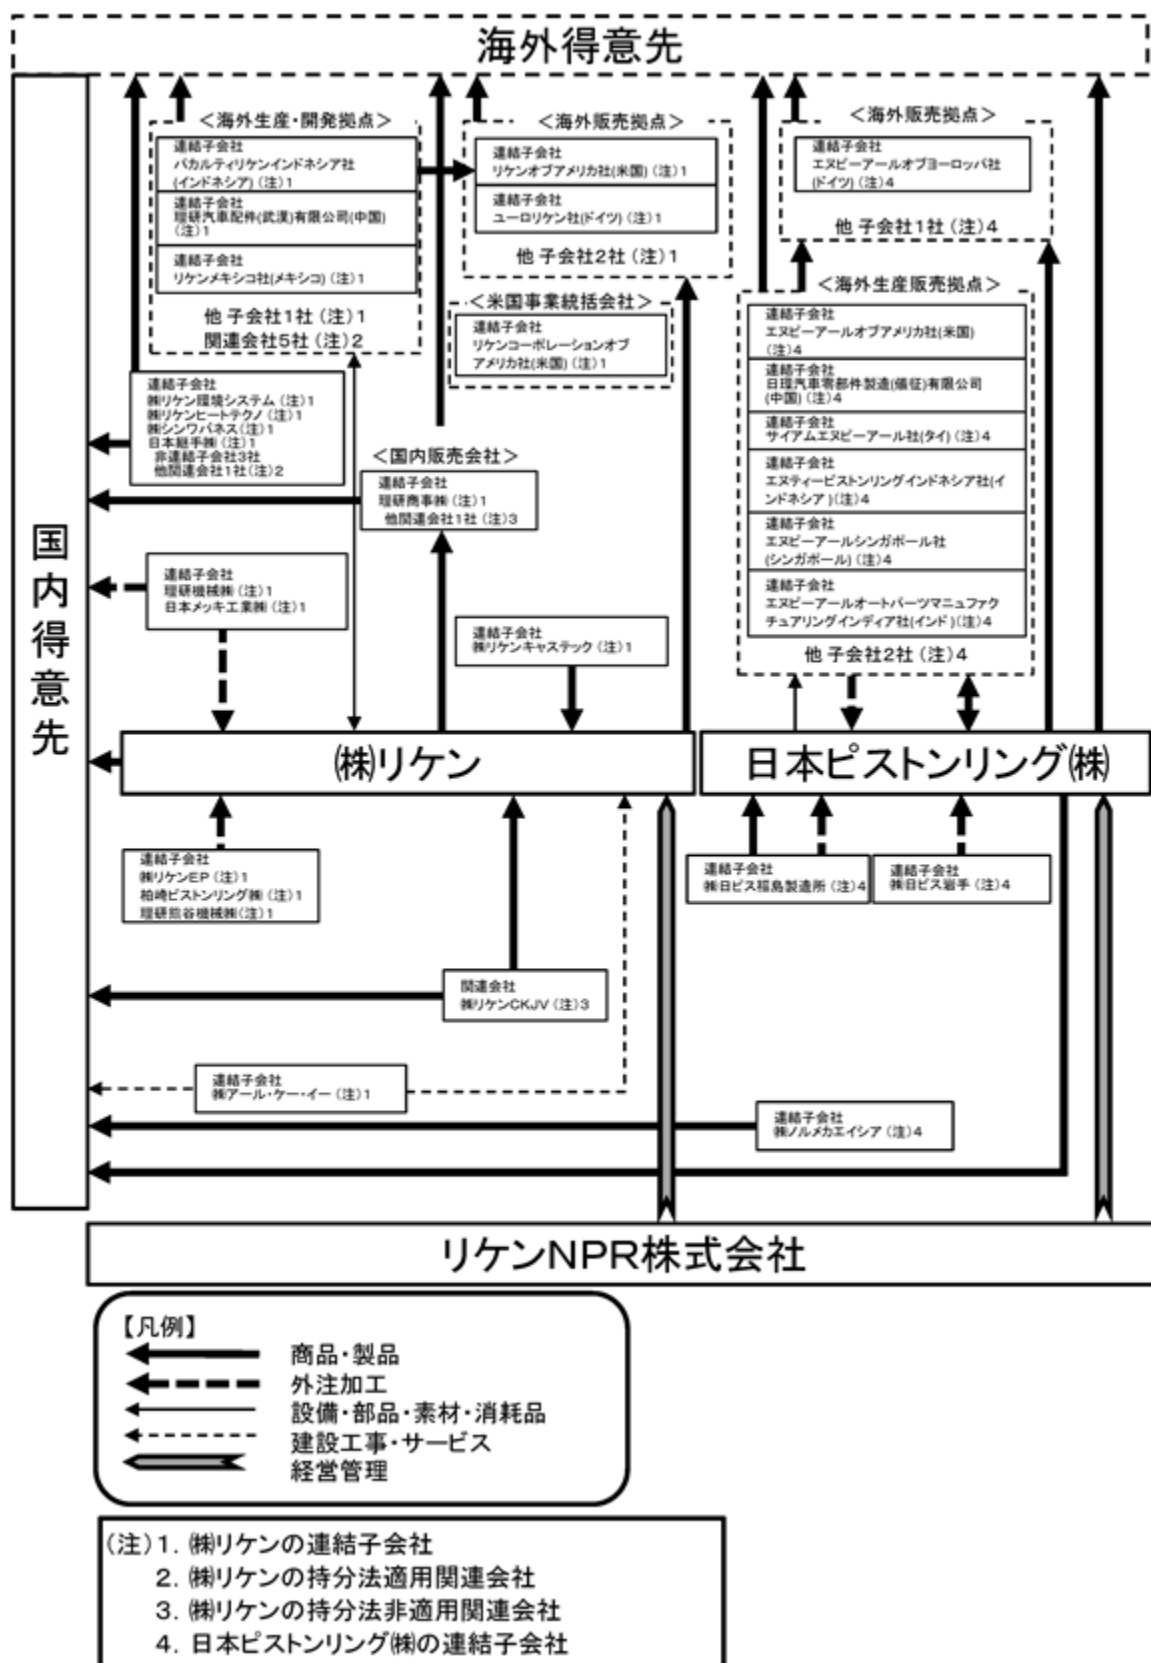 海外得意先
国内得意先
<海外生産・開発拠点>
連結子会社
パカルティリケンインドネシア社
(インドネシア) (注)1
連結子会社
理研汽車配件(武漢)有限公司(中国)
(注)1
連結子会社
リケンメキシコ社(メキシコ) (注)1
他 子会社1社 (注)1
関連会社5社 (注)2
<海外販売拠点>
連結子会社
リケンオブアメリカ社(米国) (注)1
連結子会社
ユーロリケン社(ドイツ) (注)1
他 子会社2社 (注)1
<米国事業統括会社>
連結子会社
リケンコーポレーションオブ
アメリカ社(米国) (注)1
<海外販売拠点>
連結子会社
エヌピーアールオブヨーロッパ社
(ドイツ) (注)4
他 子会社1社 (注)4
<海外生産販売拠点>
連結子会社
エヌピーアールオブアメリカ社(米国)
(注)4
連結子会社
日環汽車零部件製造(儀征)有限公司
(中国) (注)4
連結子会社
サイアムエヌピーアール社(タイ) (注)4
連結子会社
エヌティーピストンリングインドネシア社(イ
ンドネシア )(注)4
連結子会社
エヌピーアールシンガポール社
(シンガポール) (注)4
連結子会社
エヌピーアールオートパーツマニュファク
チュアリングインディア社(インド )(注)4
他 子会社2社 (注)4
連結子会社
㈱リケン環境システム (注)1
㈱リケンヒートテクノ (注)1
㈱シンワバネス (注)1
日本継手㈱ (注)1
非連結子会社3社
他関連会社1社(注)2
<国内販売会社>
連結子会社
理研商事㈱ (注)1
他関連会社1社 (注)3
連結子会社
理研機械㈱ (注)1
日本メッキ工業㈱ (注)1
連結子会社
㈱リケンキャステック (注)1
㈱リケン
日本ピストンリング㈱
連結子会社
㈱リケンEP (注)1
柏崎ピストンリング㈱ (注)1
理研熊谷機械㈱(注)1
連結子会社
㈱日ピス福島製造所 (注)4
連結子会社
㈱日ピス岩手 (注)4
関連会社
㈱リケンCKJV (注)3
連結子会社
㈱アール・ケー・イー (注)1
連結子会社
㈱ノルメカエイシア (注)4
リケンNPR株式会社
【凡例】
商品・製品
外注加工
設備・部品・素材・消耗品
建設工事・サービス
経営管理
(注)1. ㈱リケンの連結子会社
2. ㈱リケンの持分法適用関連会社
3. ㈱リケンの持分法非適用関連会社
4. 日本ピストンリング㈱の連結子会社